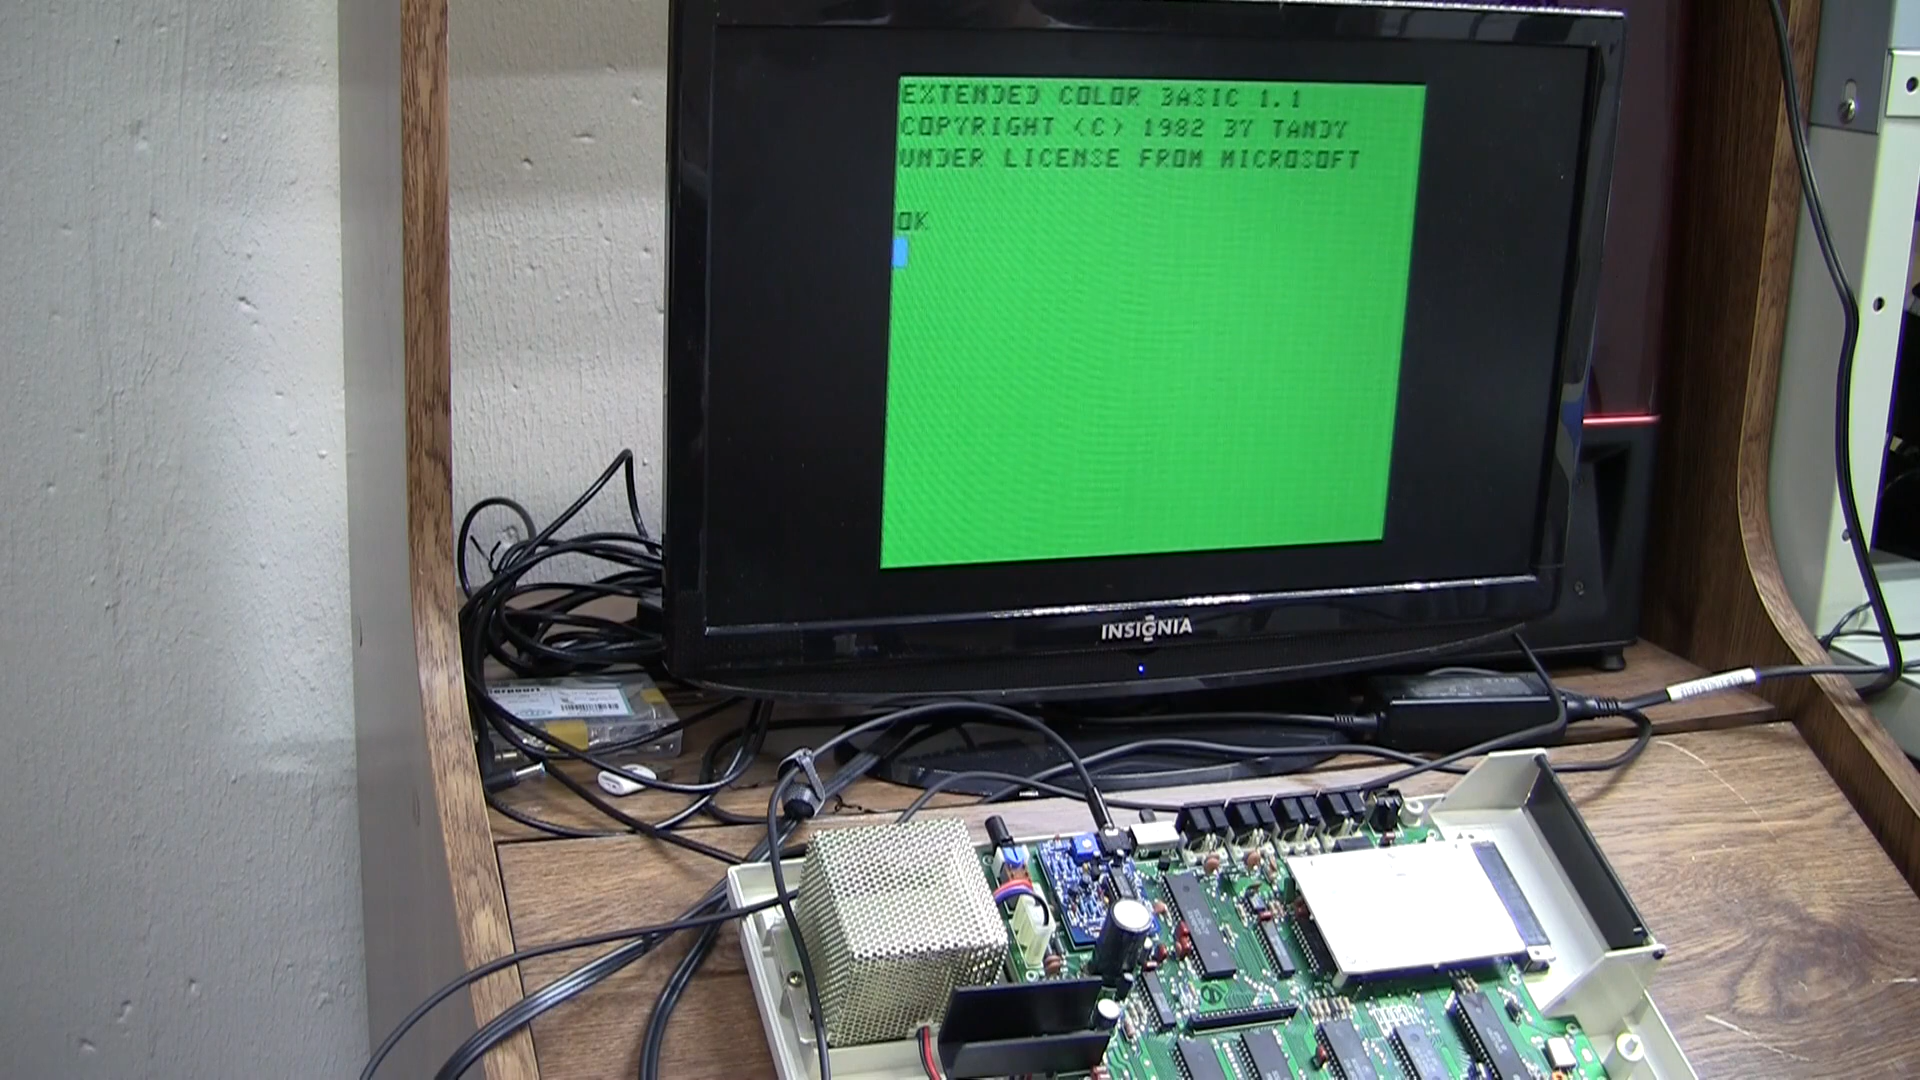 EXTENDED COLOR BASIC 1.1
COPYRIGHT (C) 1982 BY TANDY
UNDER LICENSE FROM MICROSOFT
OK
INSIGNIA